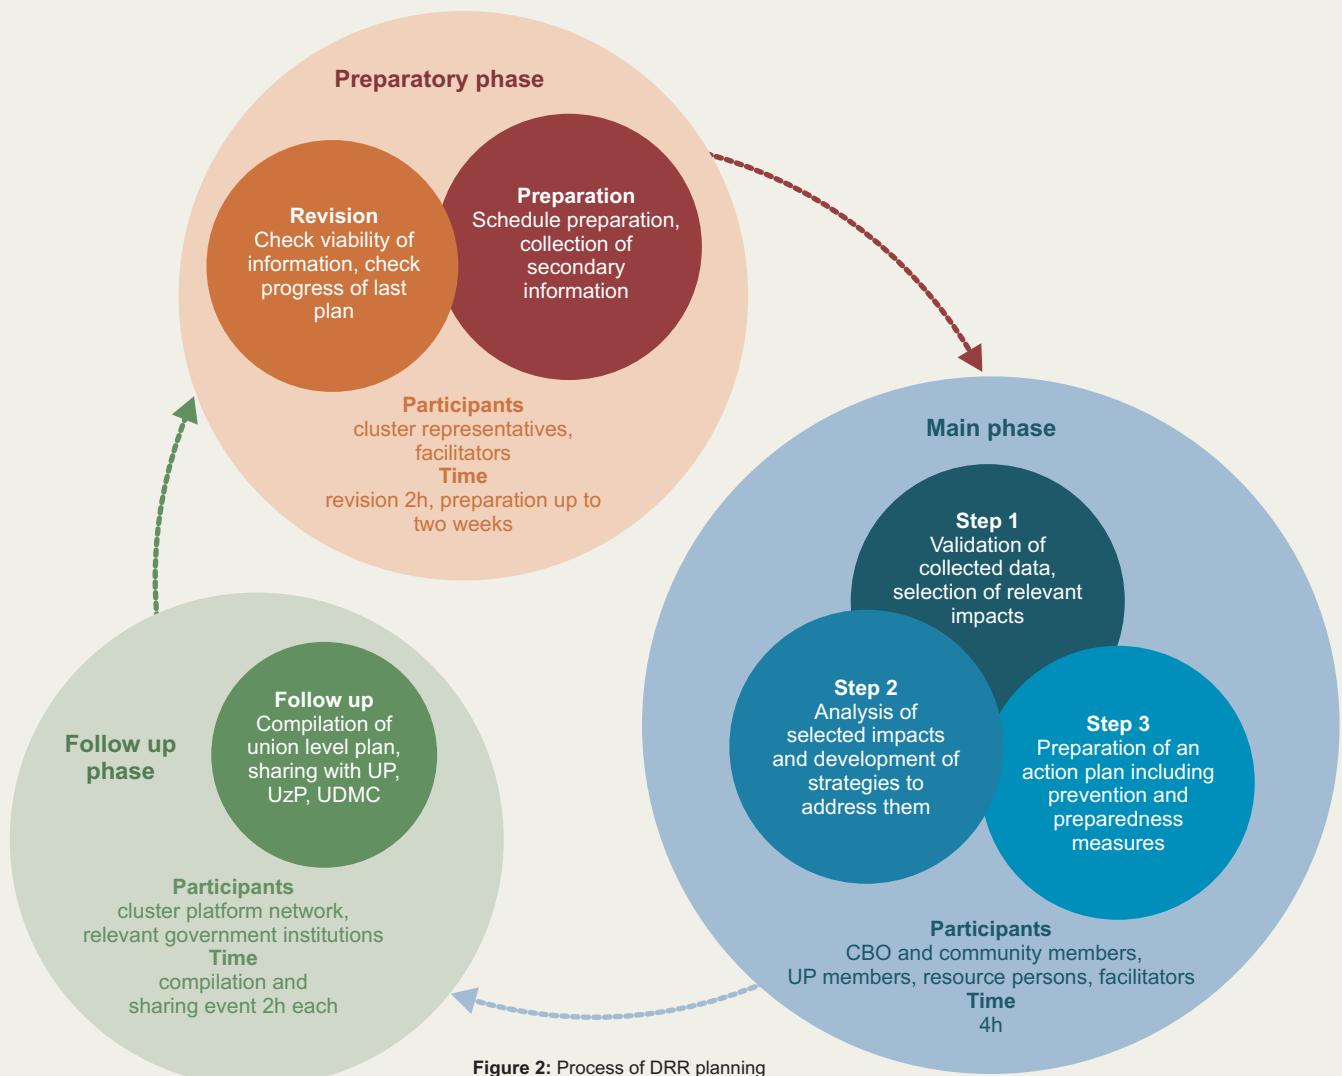 Preparatory phase
Revision
Check viability of
information, check
progress of last
plan
Preparation
Schedule preparation,
collection of
secondary
information
Participants
cluster representatives,
facilitators
Time
revision 2h, preparation up to
two weeks
Main phase
Step 1
Validation of
collected data,
selection of relevant
impacts
Step 2
Analysis of
selected impacts
and development of
strategies to
address them
Step 3
Preparation of an
action plan including
prevention and
preparedness
measures
Participants
CBO and community members,
UP members, resource persons, facilitators
Time
4h
Follow up
phase
Follow up
Compilation of
union level plan,
sharing with UP,
UzP, UDMC
Participants
cluster platform network,
relevant government institutions
Time
compilation and
sharing event 2h each
Figure 2: Process of DRR planning